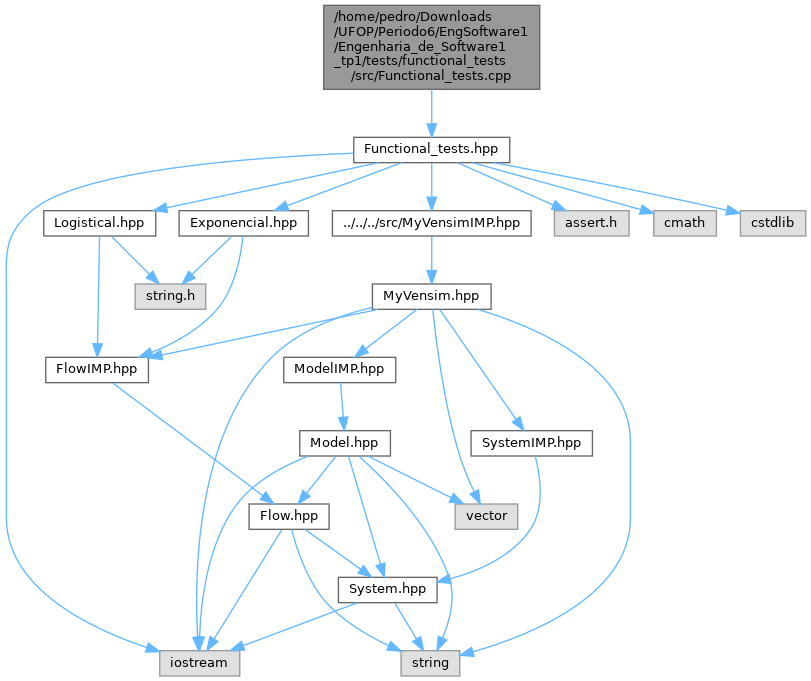 /home/pedro/Downloads
/UFOP/Periodo6/EngSoftware1
/Engenharia_de_Software1
_tp1/tests/functional_tests
/src/Functional_tests.cpp
Functional_tests.hpp
Logistical.hpp
Exponencial.hpp
../../../src/MyVensimIMP.hpp
assert.h
cmath
cstdlib
string.h
MyVensim.hpp
FlowIMP.hpp
ModelIMP.hpp
Model.hpp
SystemIMP.hpp
Flow.hpp
vector
System.hpp
iostream
string